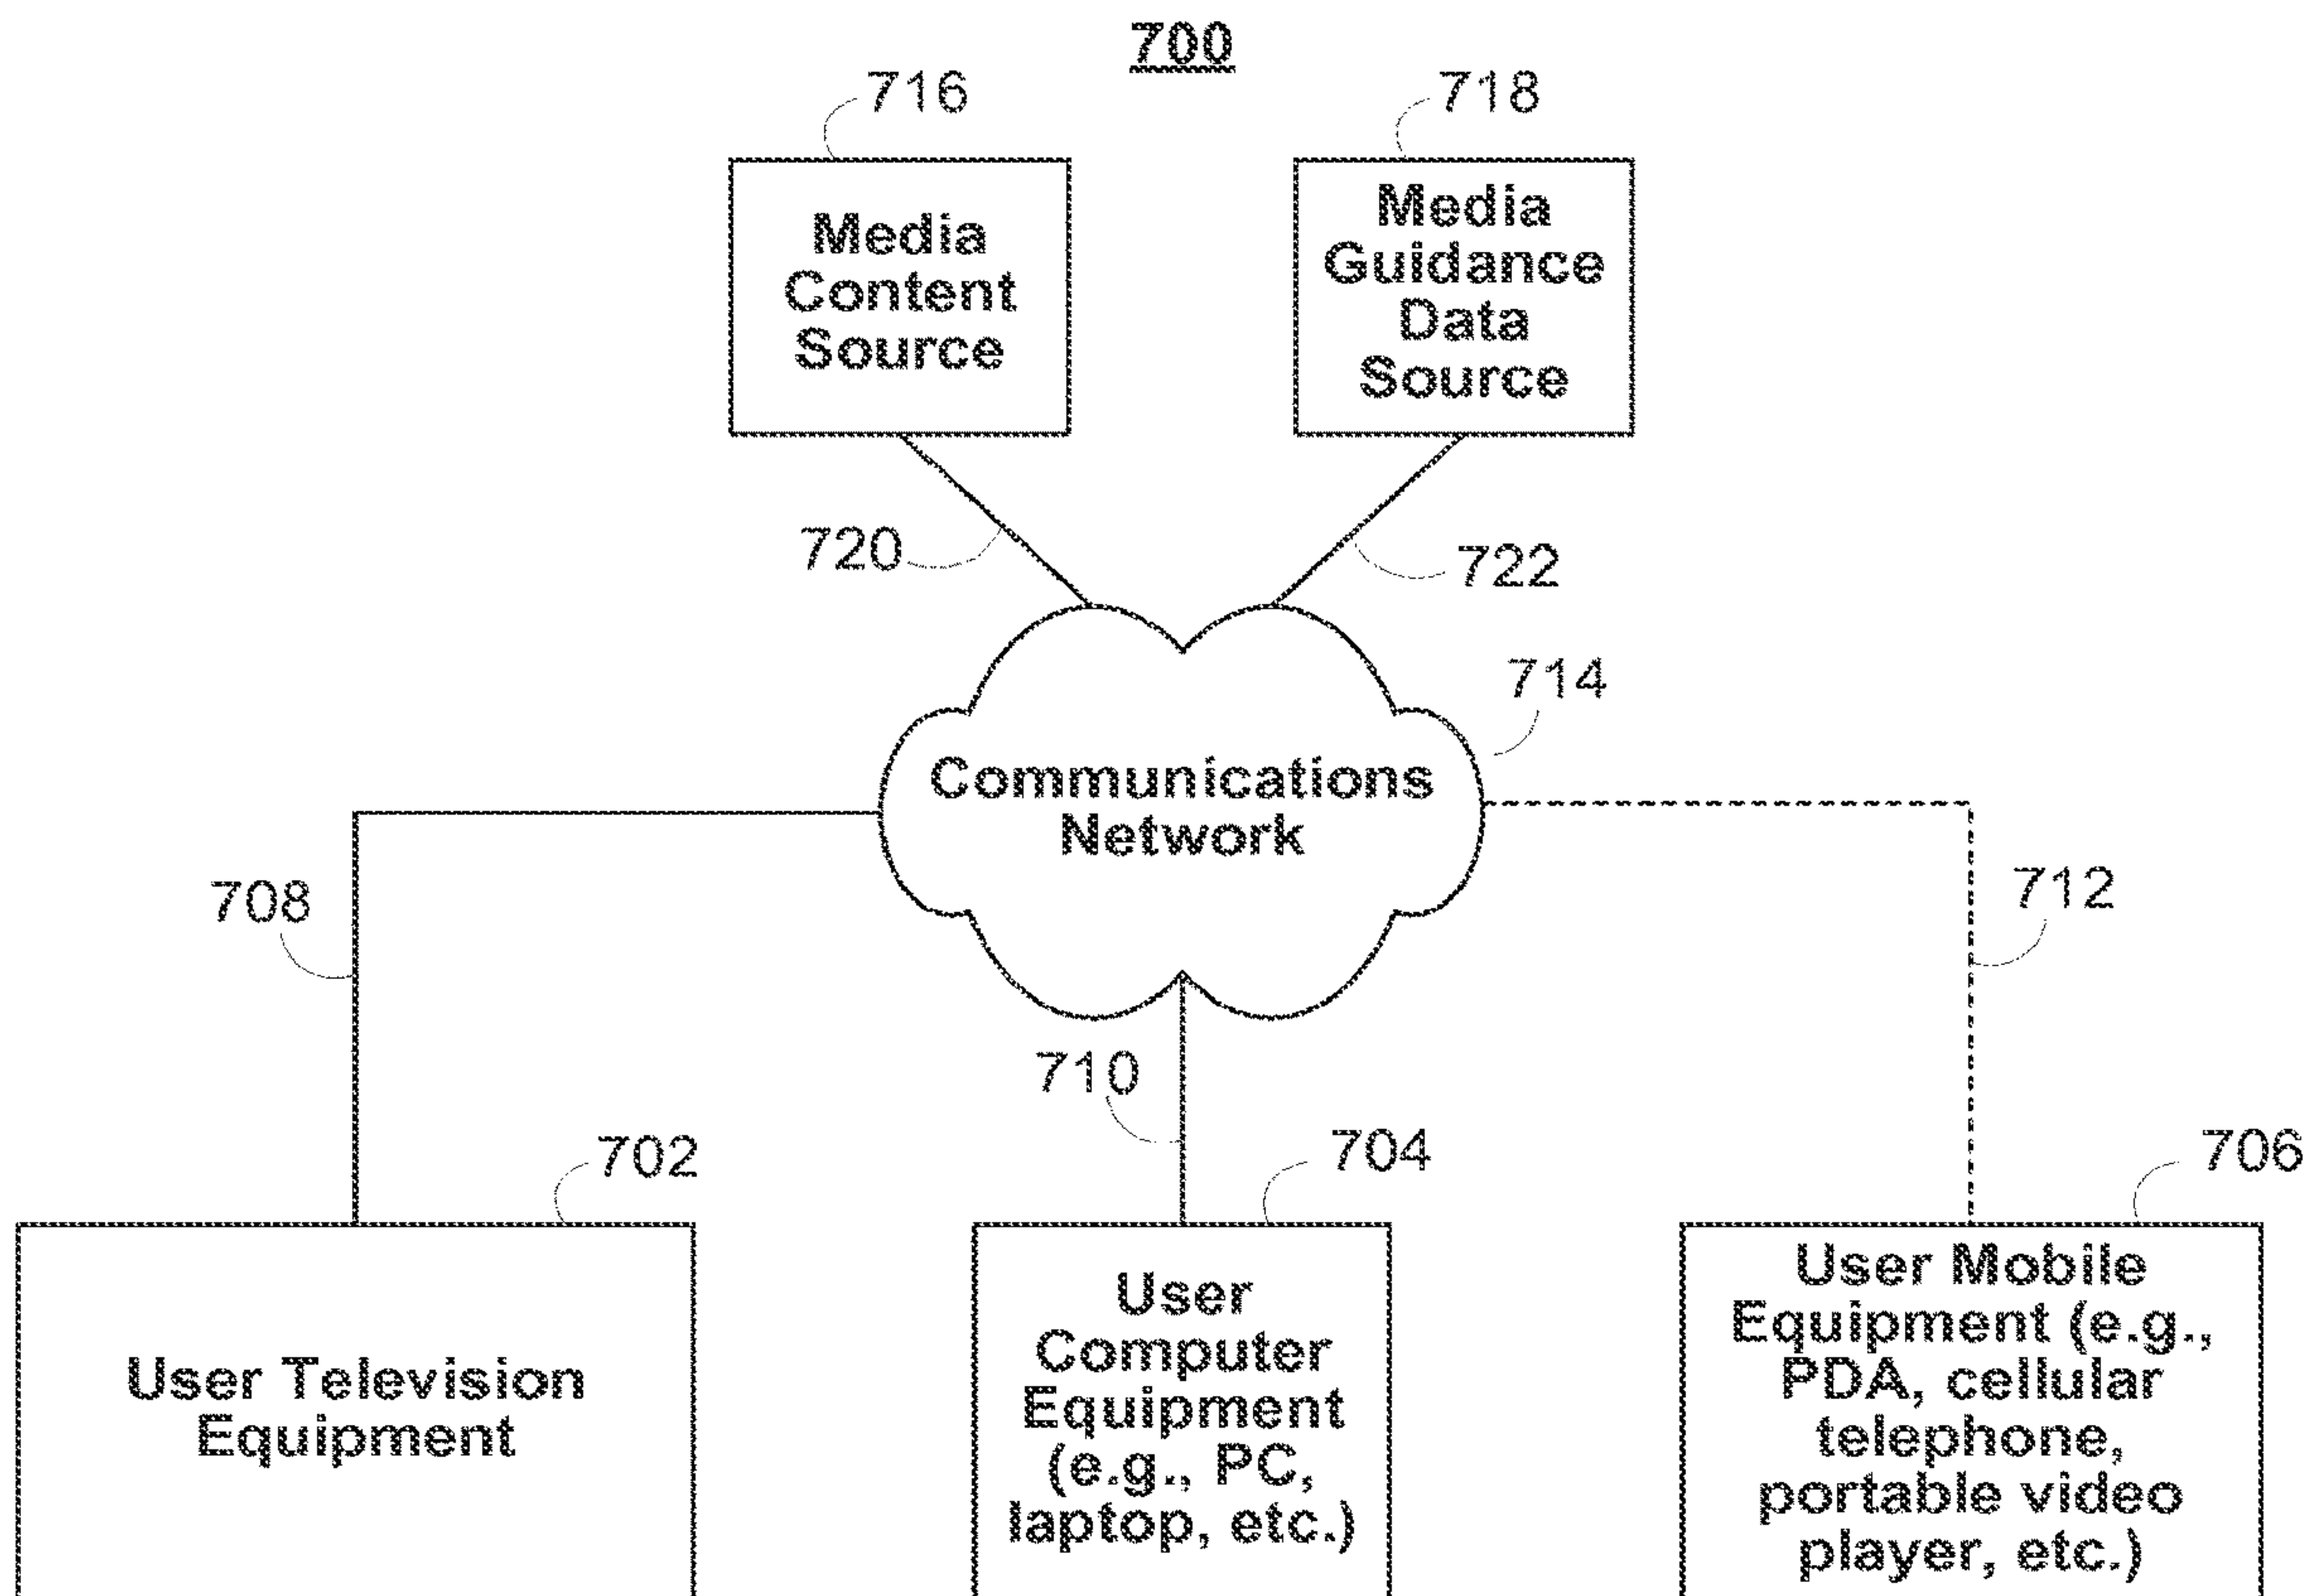 700
716
718
Media
Content
Source
Media
Guidance
Data
Source
720
722
714
Communications
Network
708
712
710
702
704
706
User Television
Equipment
User
Computer
Equipment
(e.g., PC,
laptop, etc.)
User Mobile
Equipment (e.g.,
PDA, cellular
telephone,
portable video
player, etc.)